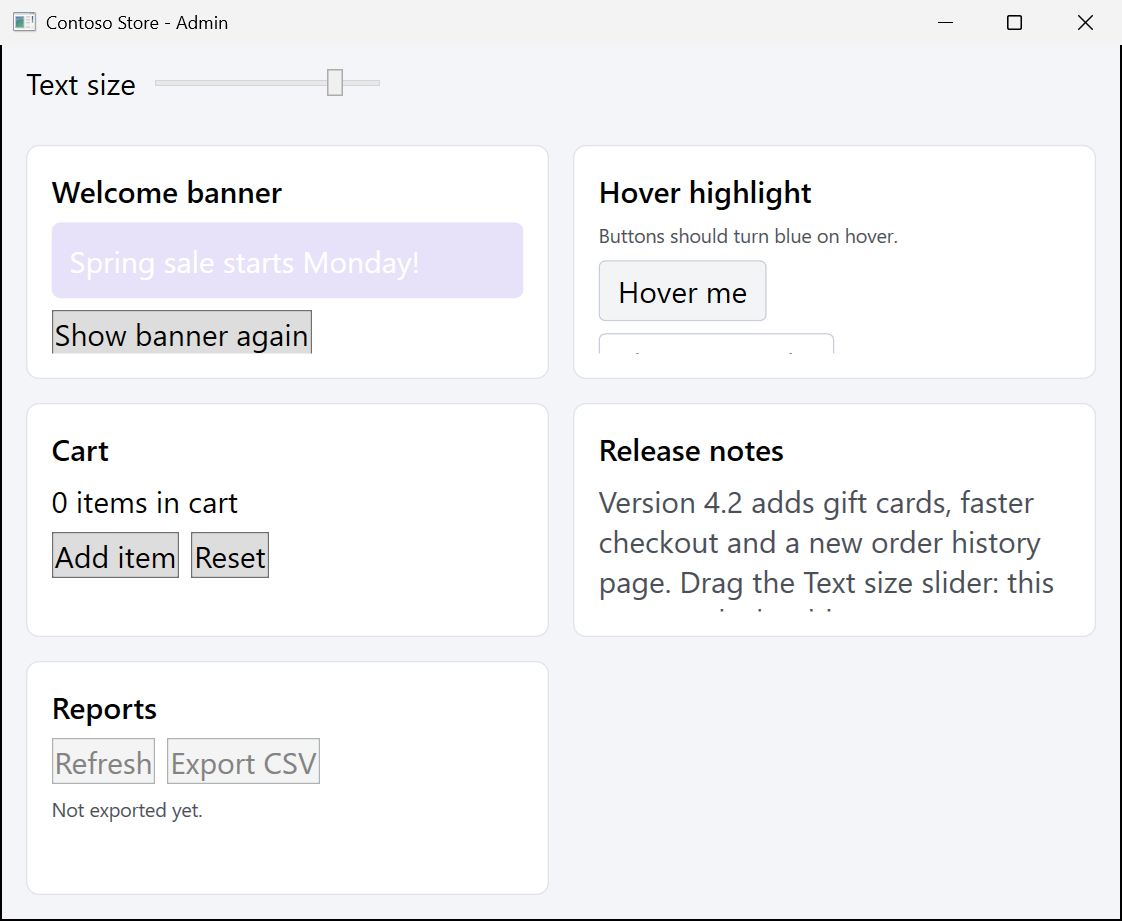 Contoso Store - Admin
Text size
Welcome banner
Spring sale starts Monday!
Show banner again
Hover highlight
Buttons should turn blue on hover.
Hover me
Cart
0 items in cart
Add item Reset
Release notes
Version 4.2 adds gift cards, faster
checkout and a new order history
page. Drag the Text size slider: this
Reports
Refresh Export CSV
Not exported yet.